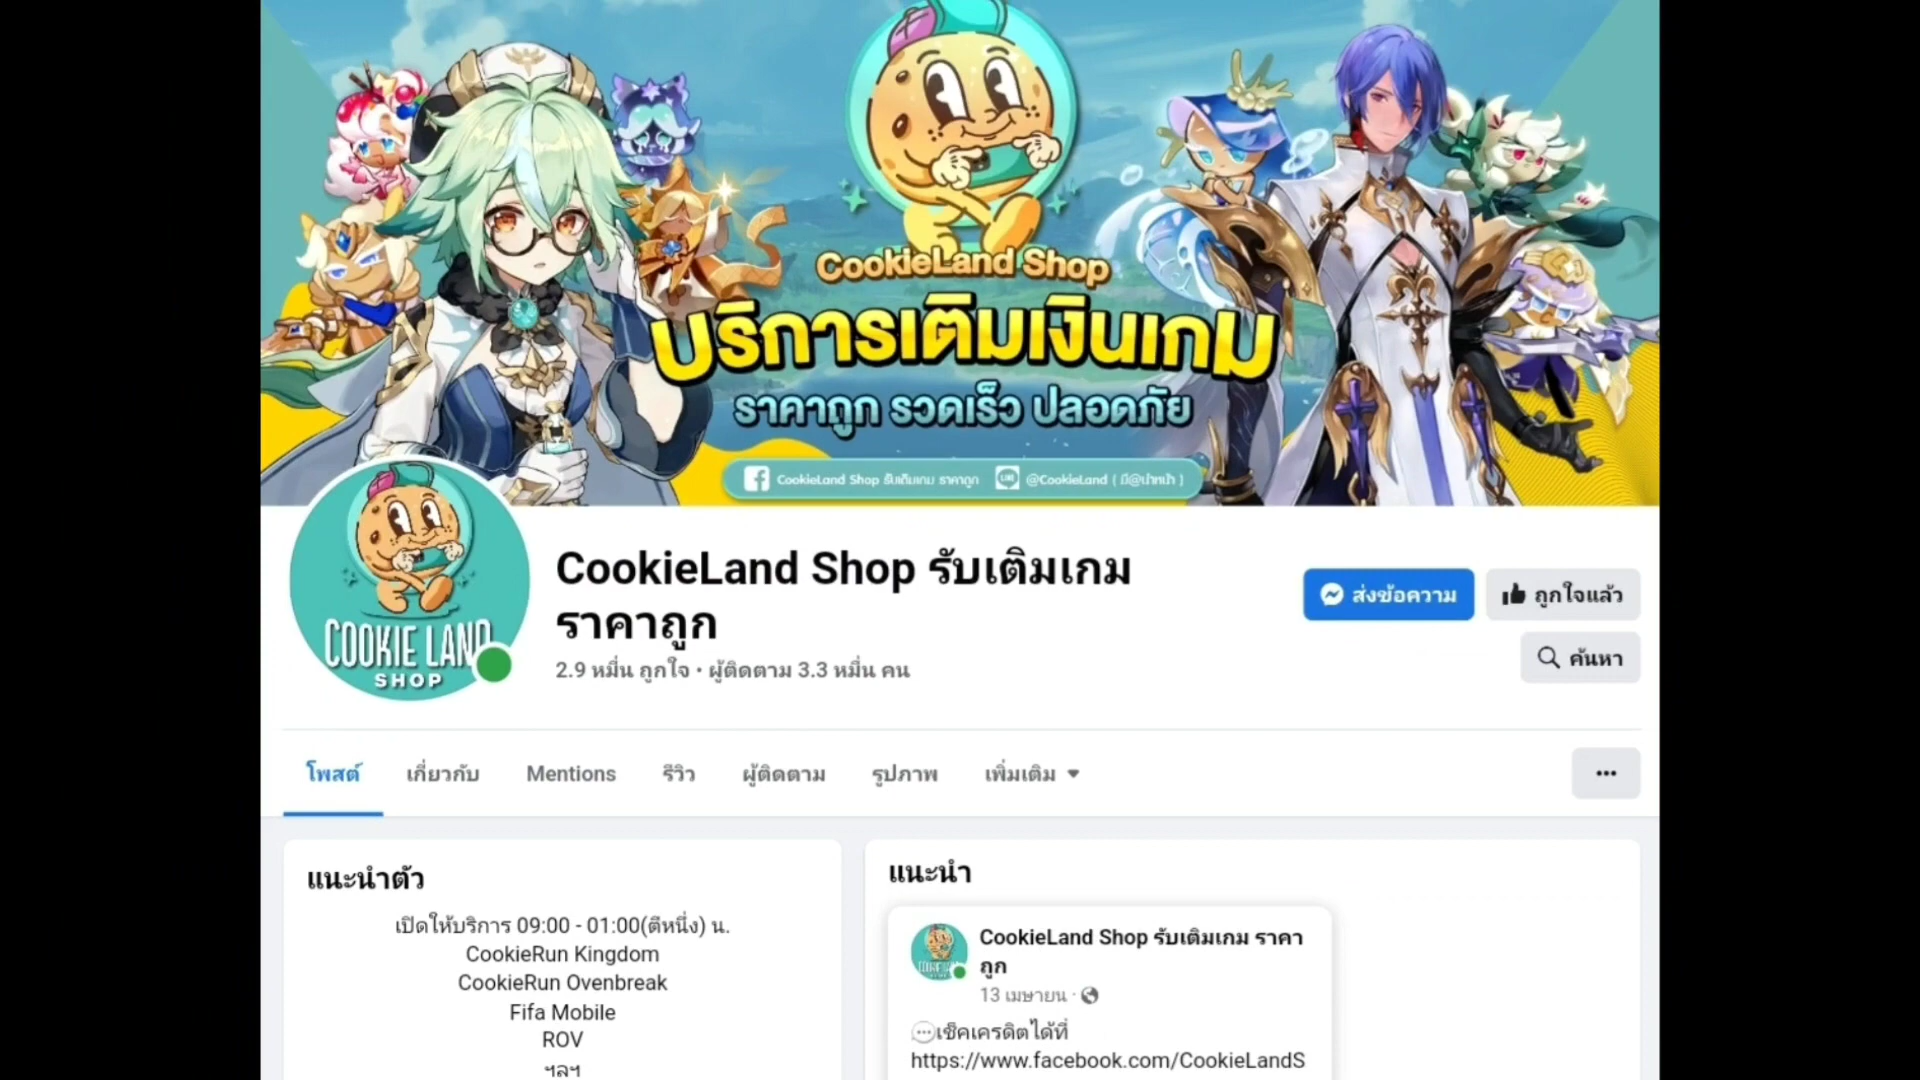 CookieLand Shop
บริการเติมเงินเกม
ราคาถูก รวดเร็ว ปลอดภัย
CookieLand Shop รับเติมเกม ราคาถูก LINE @CookieLand ( มี@นำหน้า )
COOKIE LAND
SHOP
CookieLand Shop รับเติมเกม
ราคาถูก
2.9 หมื่น ถูกใจ • ผู้ติดตาม 3.3 หมื่น คน
ส่งข้อความ
ถูกใจแล้ว
ค้นหา
โพสต์ เกี่ยวกับ Mentions รีวิว ผู้ติดตาม รูปภาพ เพิ่มเติม
แนะนำตัว
เปิดให้บริการ 09:00 - 01:00(ตีหนึ่ง) น.
CookieRun Kingdom
CookieRun Ovenbreak
Fifa Mobile
ROV
ฯลฯ
แนะนำ
CookieLand Shop รับเติมเกม ราคา
ถูก
13 เมษายน ·
เช็คเครดิตได้ที่
https://www.facebook.com/CookieLandS